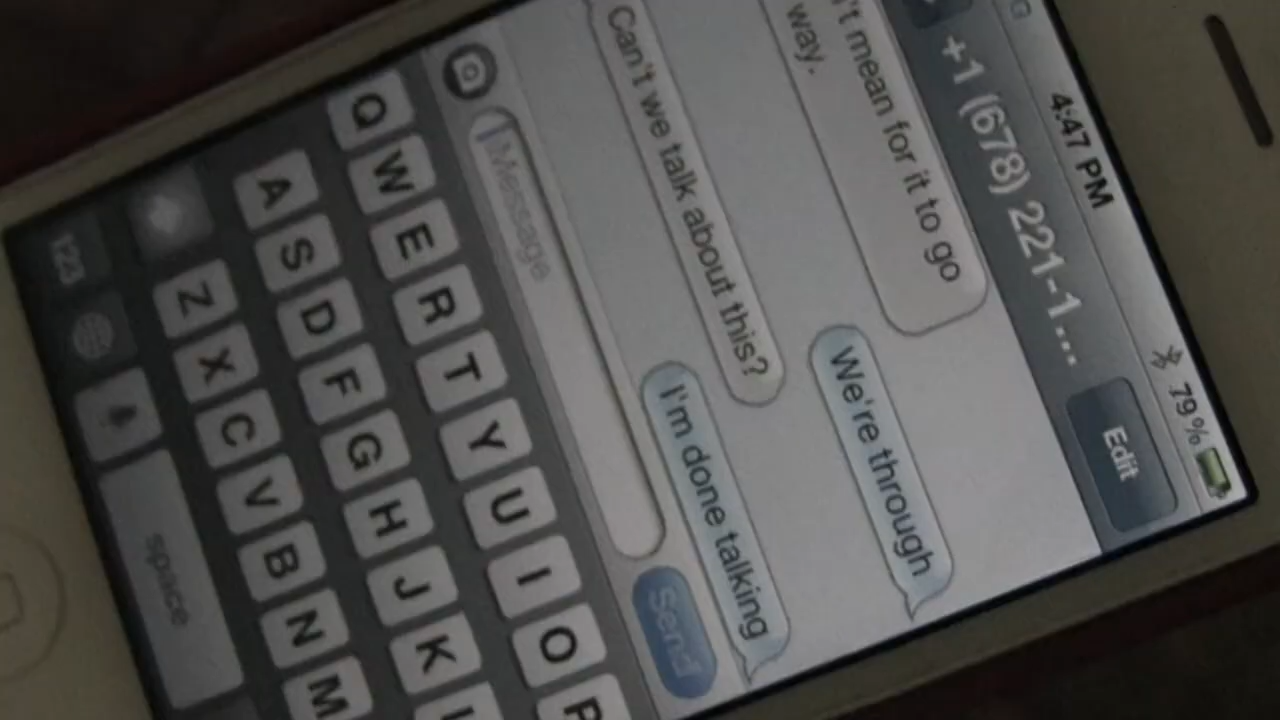 4:47 PM
79%
+1 (678) 221-1...
Edit
't mean for it to go
way.
We're through
Can't we talk about this?
I'm done talking
iMessage
Send
Q W E R T Y U I O P
A S D F G H J K L
Z X C V B N M
123
space